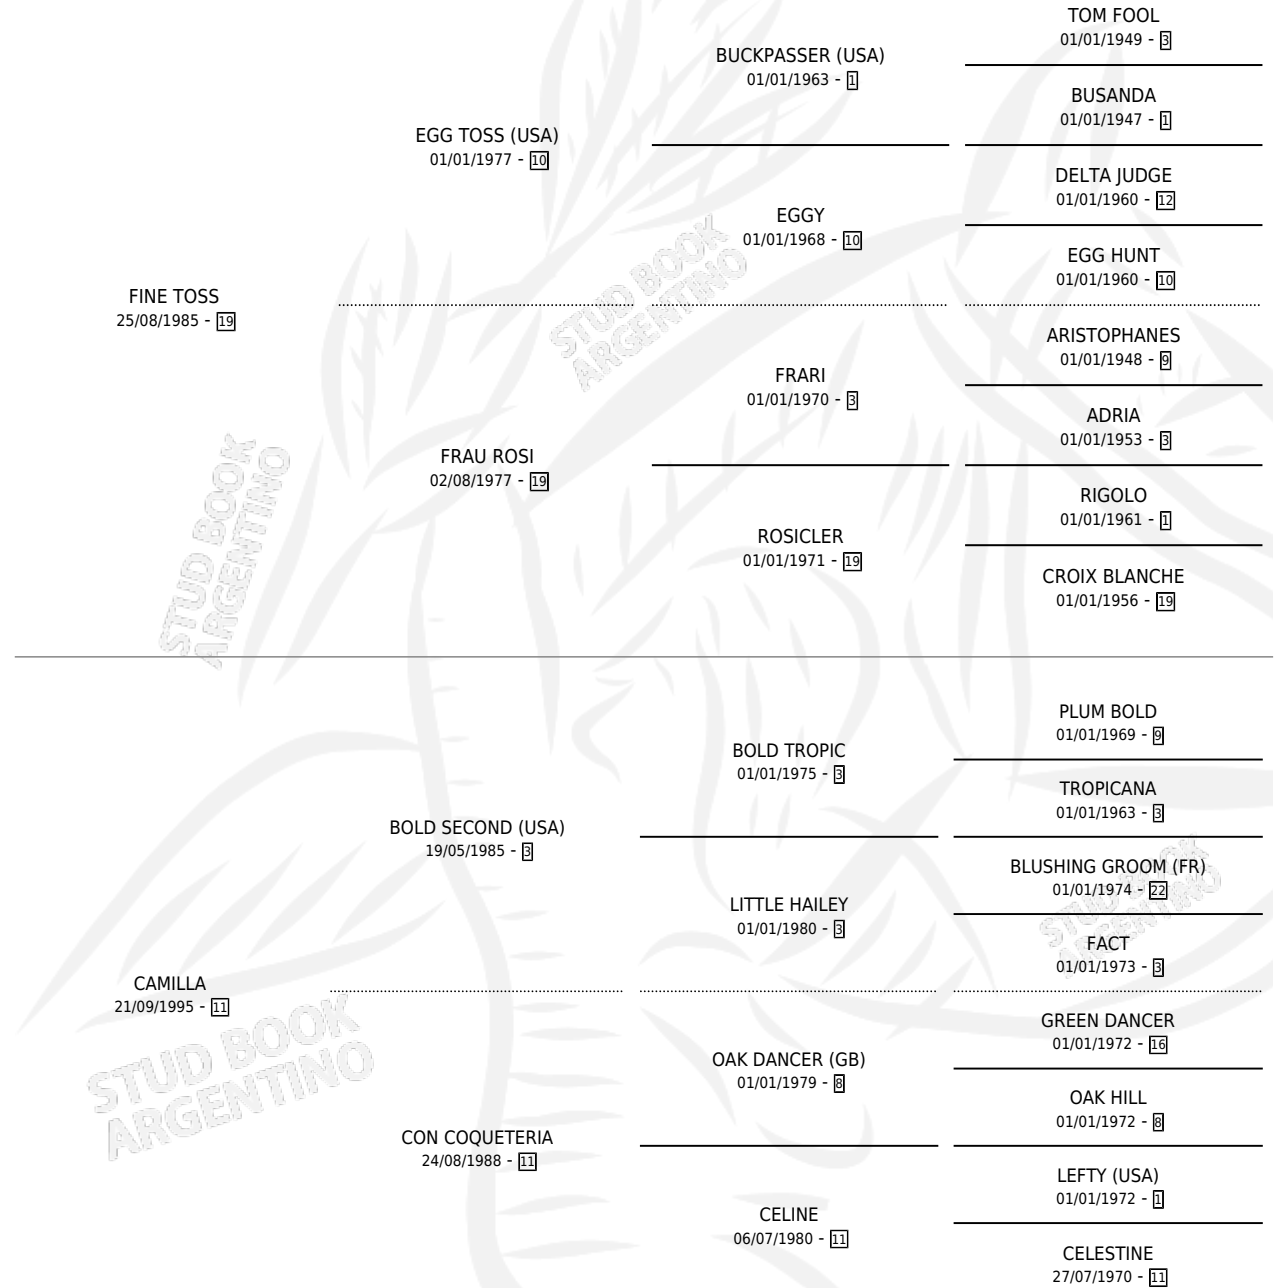 TOM FOOL
01/01/1949 - 3
BUCKPASSER (USA)
01/01/1963 - 1
BUSANDA
01/01/1947 - 1
EGG TOSS (USA)
01/01/1977 - 10
DELTA JUDGE
01/01/1960 - 12
EGGY
01/01/1968 - 10
EGG HUNT
01/01/1960 - 10
FINE TOSS
25/08/1985 - 19
STUD BOOK
ARGENTINO
ARISTOPHANES
01/01/1948 - 9
FRARI
01/01/1970 - 3
ADRIA
01/01/1953 - 3
FRAU ROSI
02/08/1977 - 19
RIGOLO
01/01/1961 - 1
ROSICLER
01/01/1971 - 19
CROIX BLANCHE
01/01/1956 - 19
STUD BOOK
ARGENTINO
PLUM BOLD
01/01/1969 - 9
BOLD TROPIC
01/01/1975 - 3
TROPICANA
01/01/1963 - 3
BOLD SECOND (USA)
19/05/1985 - 3
BLUSHING GROOM (FR)
01/01/1974 - 22
LITTLE HAILEY
01/01/1980 - 3
FACT
01/01/1973 - 3
STUD BOOK
ARGENTINO
CAMILLA
21/09/1995 - 11
GREEN DANCER
01/01/1972 - 16
OAK DANCER (GB)
01/01/1979 - 8
OAK HILL
01/01/1972 - 8
STUD BOOK
ARGENTINO
CON COQUETERIA
24/08/1988 - 11
LEFTY (USA)
01/01/1972 - 1
CELINE
06/07/1980 - 11
CELESTINE
27/07/1970 - 11